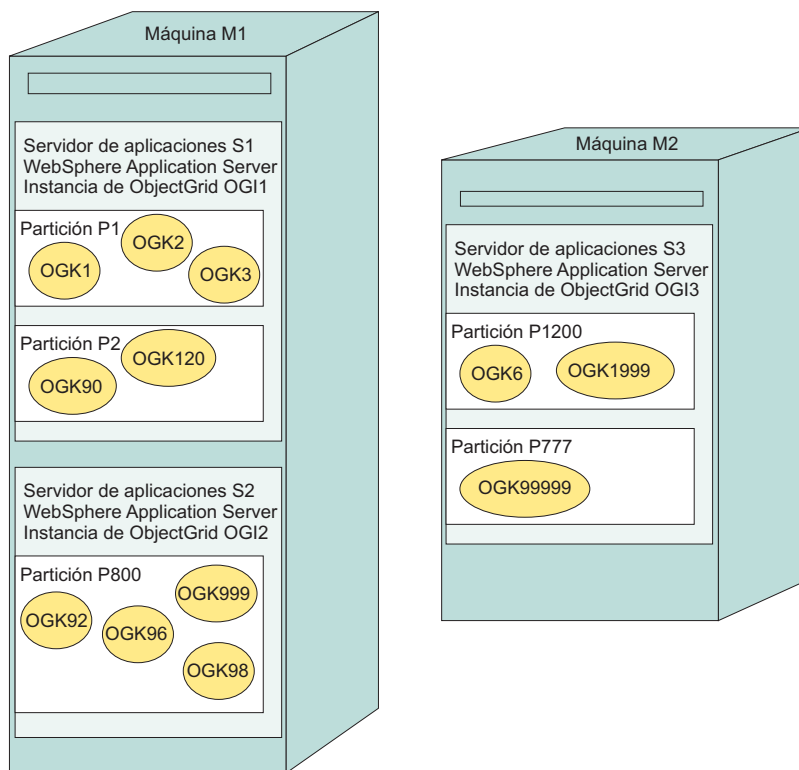 Máquina M1
Servidor de aplicaciones S1
WebSphere Application Server
Instancia de ObjectGrid OGI1
Partición P1
OGK1
OGK2
OGK3
Partición P2
OGK90
OGK120
Servidor de aplicaciones S2
WebSphere Application Server
Instancia de ObjectGrid OGI2
Partición P800
OGK92
OGK96
OGK999
OGK98
Máquina M2
Servidor de aplicaciones S3
WebSphere Application Server
Instancia de ObjectGrid OGI3
Partición P1200
OGK6
OGK1999
Partición P777
OGK99999